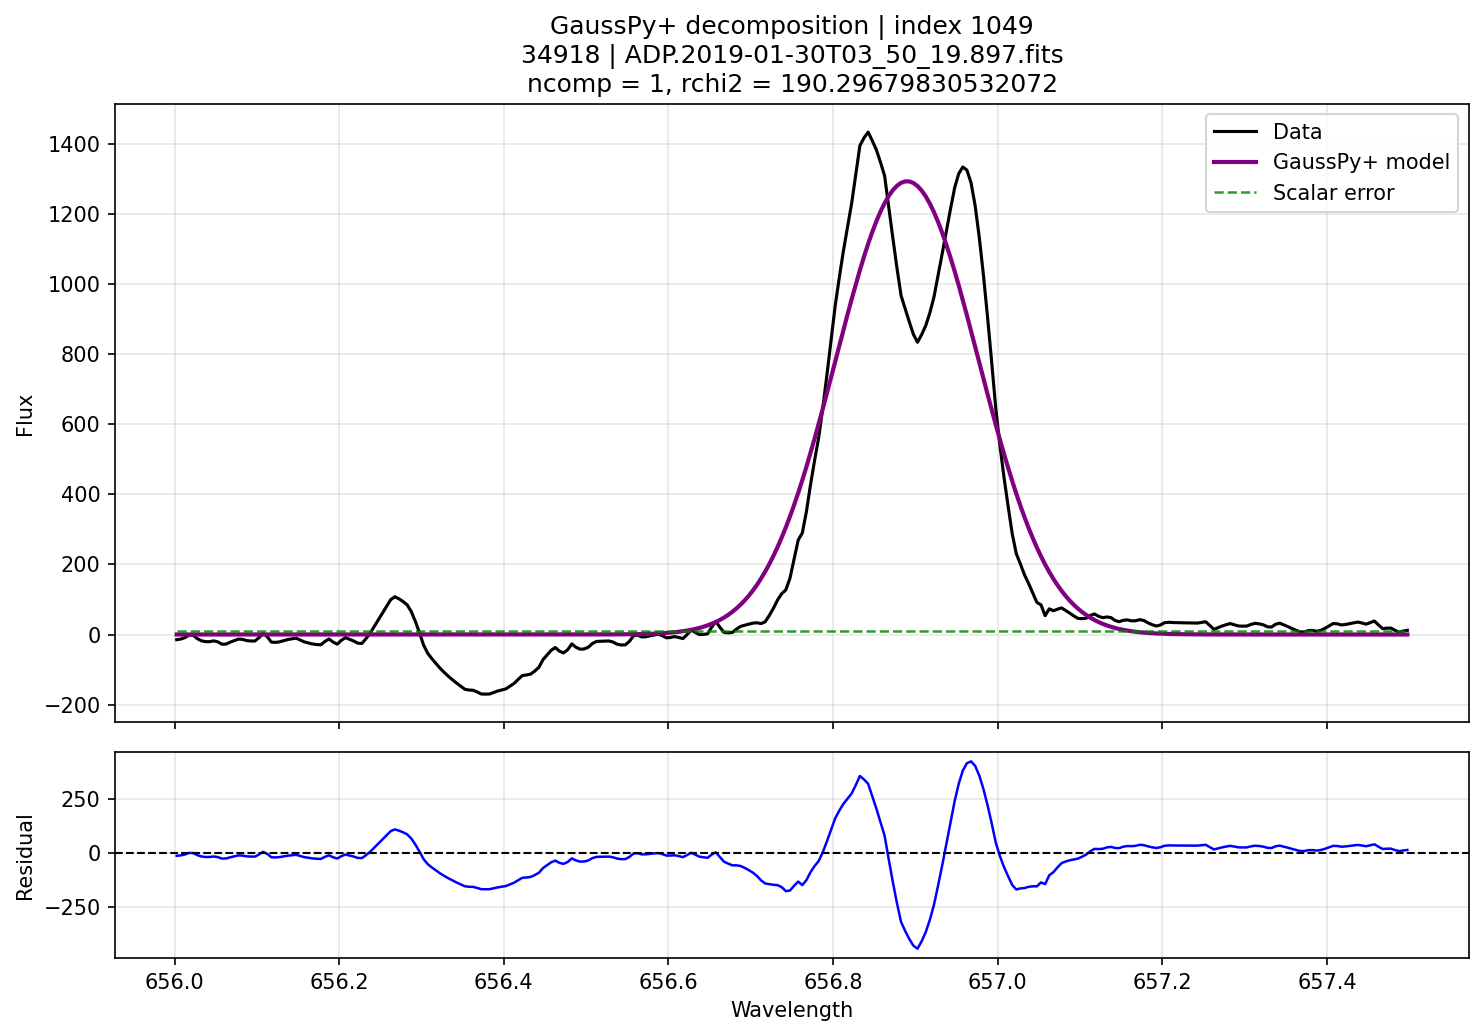 GaussPy+ decomposition | index 1049
34918 | ADP.2019-01-30T03_50_19.897.fits
ncomp = 1, rchi2 = 190.29679830532072
Data
GaussPy+ model
Scalar error
Flux
1400
1200
1000
800
600
400
200
0
−200
Residual
250
0
−250
656.0 656.2 656.4 656.6 656.8 657.0 657.2 657.4
Wavelength